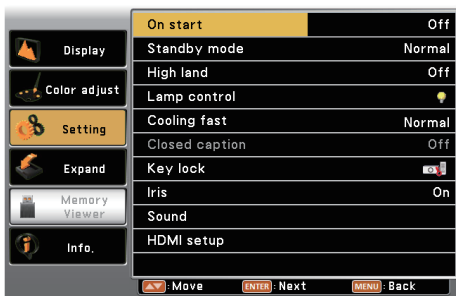 Display
Color adjust
Setting
Expand
Memory
Viewer
Info.
On start Off
Standby mode Normal
High land Off
Lamp control
Cooling fast Normal
Closed caption Off
Key lock
Iris On
Sound
HDMI setup
: Move ENTER : Next MENU : Back